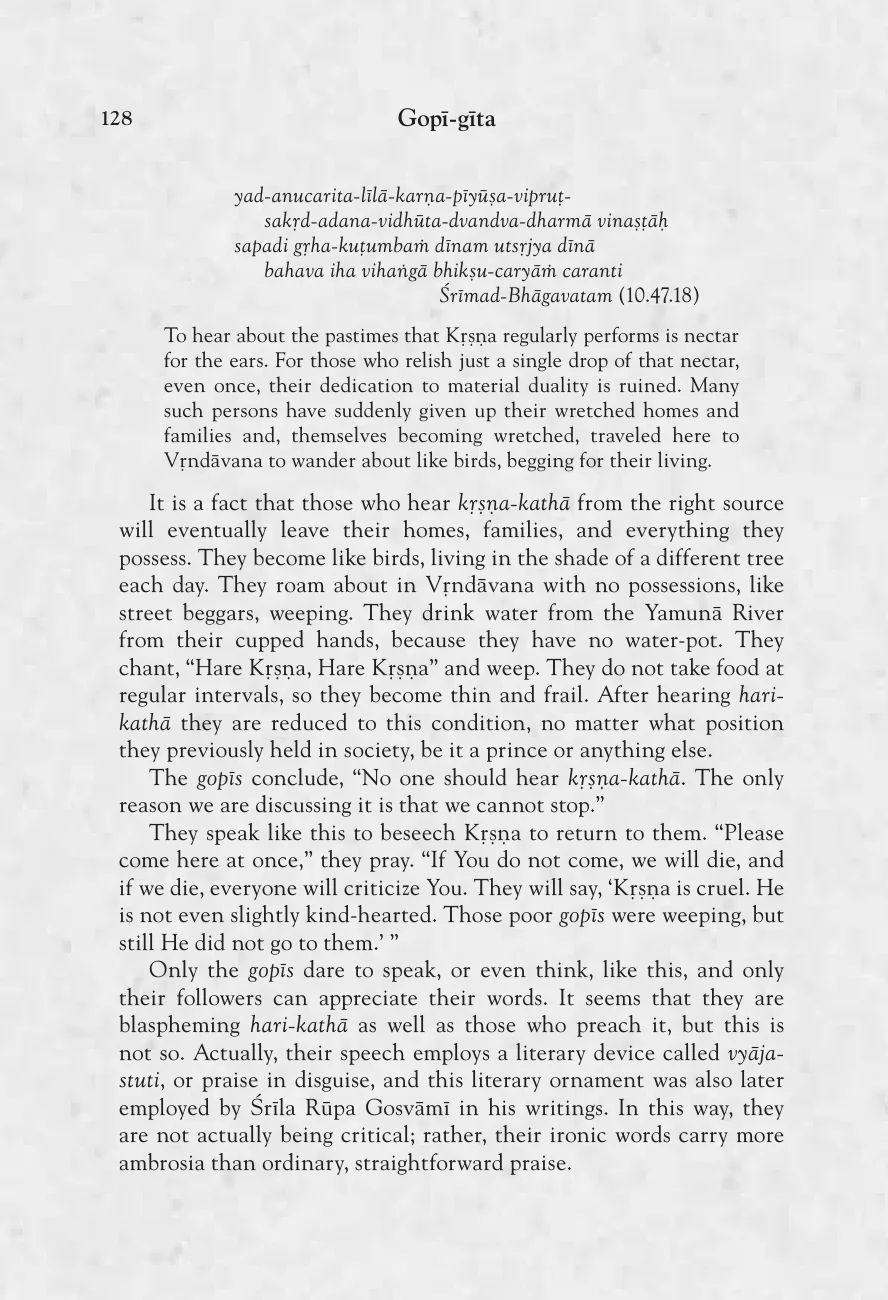 128
Gopī-gīta
yad-anucarita-līlā-karṇa-pīyūṣa-vipruṭ-
sakṛd-adana-vidhūta-dvandva-dharmā vinaṣṭāḥ
sapadi gṛha-kuṭumbaṁ dīnam utsṛjya dīnā
bahava iha vihaṅgā bhikṣu-caryāṁ caranti
Śrīmad-Bhāgavatam (10.47.18)
To hear about the pastimes that Kṛṣṇa regularly performs is nectar
for the ears. For those who relish just a single drop of that nectar,
even once, their dedication to material duality is ruined. Many
such persons have suddenly given up their wretched homes and
families and, themselves becoming wretched, traveled here to
Vṛndāvana to wander about like birds, begging for their living.
It is a fact that those who hear kṛṣṇa-kathā from the right source
will eventually leave their homes, families, and everything they
possess. They become like birds, living in the shade of a different tree
each day. They roam about in Vṛndāvana with no possessions, like
street beggars, weeping. They drink water from the Yamunā River
from their cupped hands, because they have no water-pot. They
chant, “Hare Kṛṣṇa, Hare Kṛṣṇa” and weep. They do not take food at
regular intervals, so they become thin and frail. After hearing hari-
kathā they are reduced to this condition, no matter what position
they previously held in society, be it a prince or anything else.
The gopīs conclude, “No one should hear kṛṣṇa-kathā. The only
reason we are discussing it is that we cannot stop.”
They speak like this to beseech Kṛṣṇa to return to them. “Please
come here at once,” they pray. “If You do not come, we will die, and
if we die, everyone will criticize You. They will say, ‘Kṛṣṇa is cruel. He
is not even slightly kind-hearted. Those poor gopīs were weeping, but
still He did not go to them.’ ”
Only the gopīs dare to speak, or even think, like this, and only
their followers can appreciate their words. It seems that they are
blaspheming hari-kathā as well as those who preach it, but this is
not so. Actually, their speech employs a literary device called vyāja-
stuti, or praise in disguise, and this literary ornament was also later
employed by Śrīla Rūpa Gosvāmī in his writings. In this way, they
are not actually being critical; rather, their ironic words carry more
ambrosia than ordinary, straightforward praise.